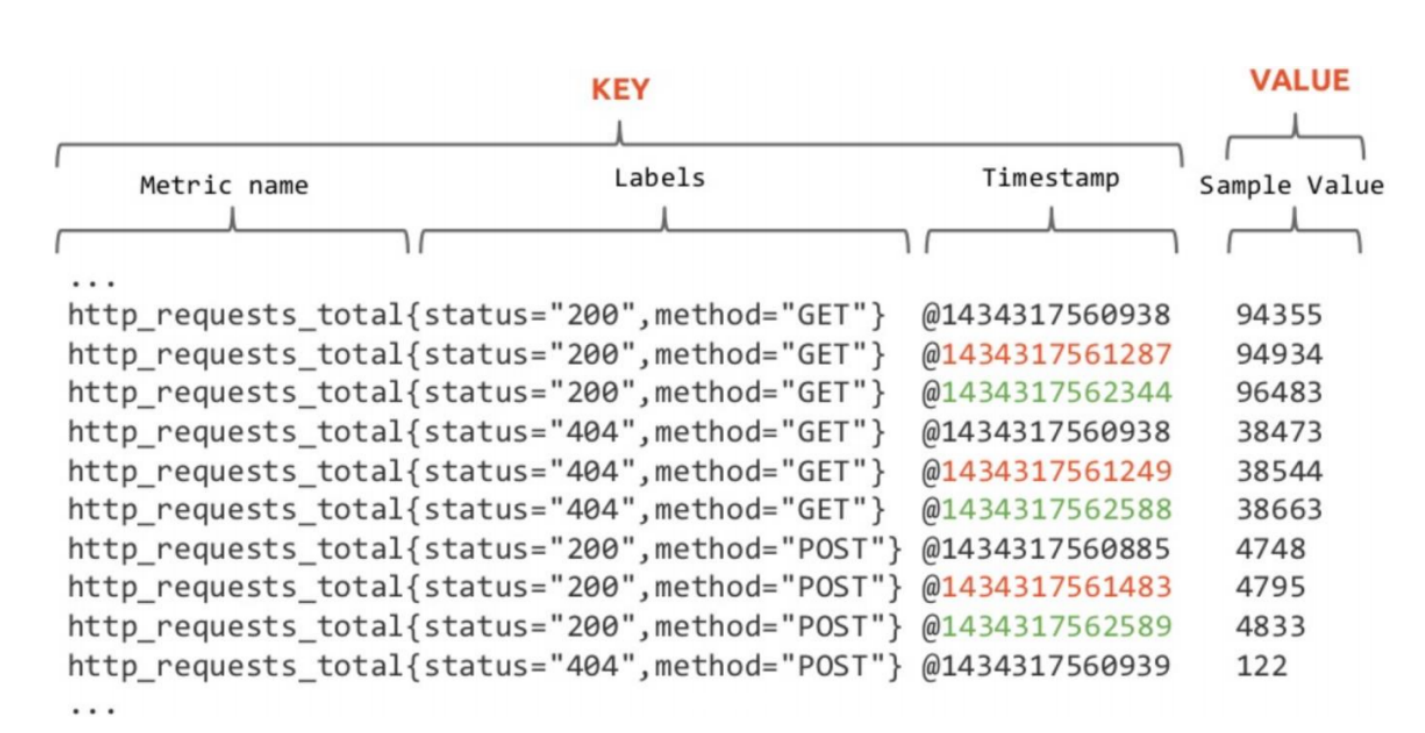 KEY VALUE
Metric name Labels Timestamp Sample Value
...
http_requests_total{status="200",method="GET"} @1434317560938 94355
http_requests_total{status="200",method="GET"} @1434317561287 94934
http_requests_total{status="200",method="GET"} @1434317562344 96483
http_requests_total{status="404",method="GET"} @1434317560938 38473
http_requests_total{status="404",method="GET"} @1434317561249 38544
http_requests_total{status="404",method="GET"} @1434317562588 38663
http_requests_total{status="200",method="POST"} @1434317560885 4748
http_requests_total{status="200",method="POST"} @1434317561483 4795
http_requests_total{status="200",method="POST"} @1434317562589 4833
http_requests_total{status="404",method="POST"} @1434317560939 122
...